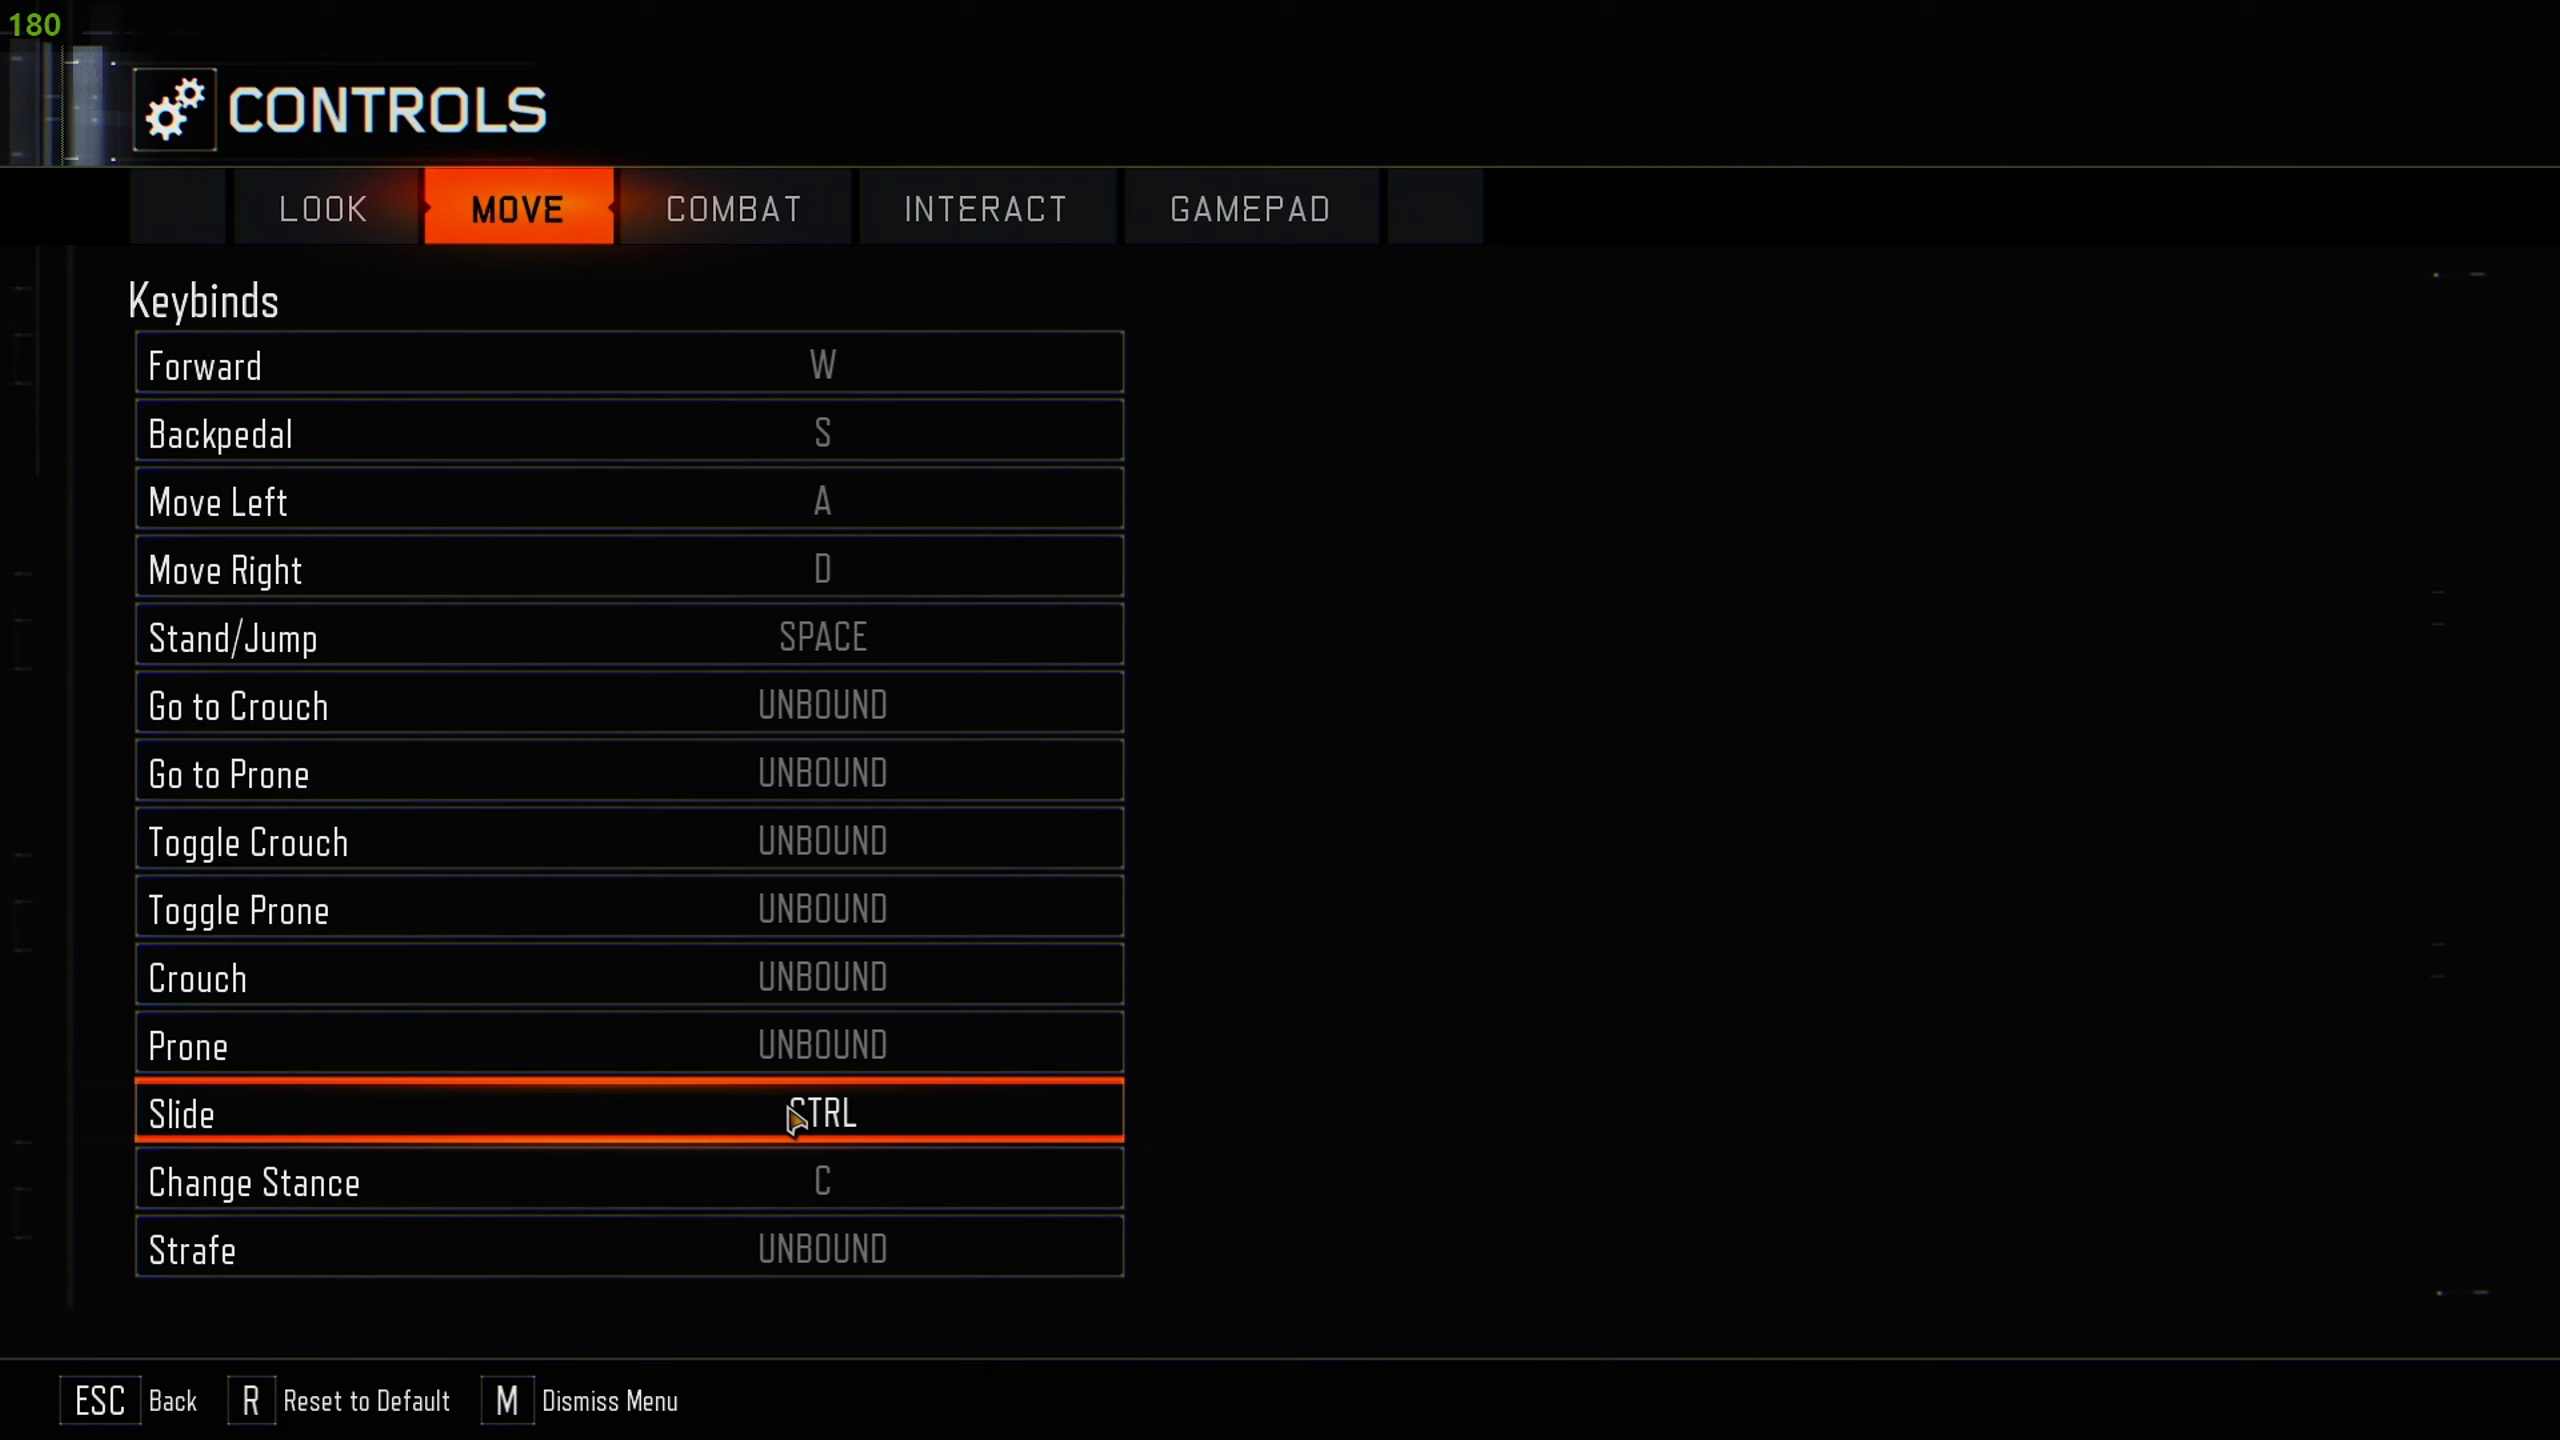 180
CONTROLS
LOOK MOVE COMBAT INTERACT GAMEPAD
Keybinds
Forward W
Backpedal S
Move Left A
Move Right D
Stand/Jump SPACE
Go to Crouch UNBOUND
Go to Prone UNBOUND
Toggle Crouch UNBOUND
Toggle Prone UNBOUND
Crouch UNBOUND
Prone UNBOUND
Slide CTRL
Change Stance C
Strafe UNBOUND
ESC Back R Reset to Default M Dismiss Menu